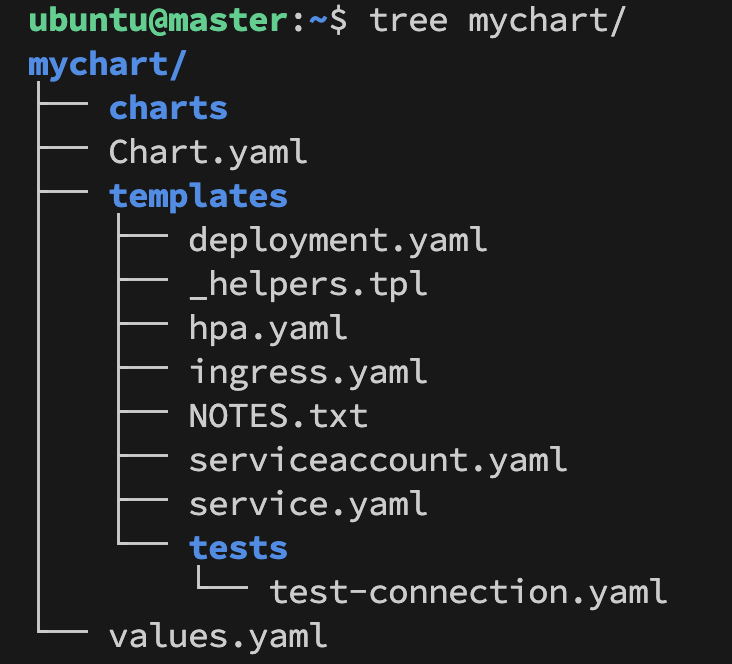 ubuntu@master:~$ tree mychart/
mychart/
├── charts
├── Chart.yaml
├── templates
│   ├── deployment.yaml
│   ├── _helpers.tpl
│   ├── hpa.yaml
│   ├── ingress.yaml
│   ├── NOTES.txt
│   ├── serviceaccount.yaml
│   ├── service.yaml
│   └── tests
│       └── test-connection.yaml
└── values.yaml